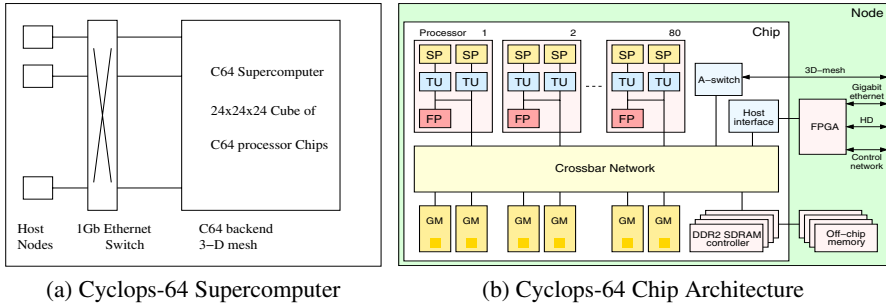 C64 Supercomputer
24x24x24 Cube of
C64 processor Chips
Host
Nodes
1Gb Ethernet
Switch
C64 backend
3-D mesh
(a) Cyclops-64 Supercomputer
Node
Chip
Processor 1 2 80
SP SP SP SP SP SP
TU TU TU TU TU TU
FP FP FP
A-switch
3D-mesh
Gigabit
ethernet
Host
interface
FPGA
HD
Control
network
Crossbar Network
GM GM GM GM GM GM
DDR2 SDRAM
controller
Off-chip
memory
(b) Cyclops-64 Chip Architecture